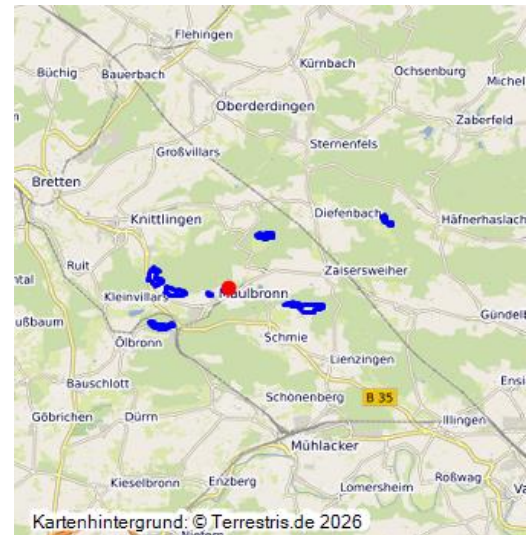 Flehingen
Büchig
Bauerbach
Kürnbach
Ochsenburg
Michel
Oberderdingen
Zaberfeld
Großvillars
Sternenfels
Bretten
Knittlingen
Diefenbach
Häfnerhaslach
Ruit
Zaisersweiher
ntal
Kleinvillars
Maulbronn
Gündelb
ußbaum
Ölbronn
Schmie
Lienzingen
Bauschlott
Ensi
Schönenberg
B 35
Göbrichen
Dürrn
Illingen
Mühlacker
Kieselbronn
Enzberg
Roßwag
Lomersheim
Va
Kartenhintergrund: © Terrestris.de 2026